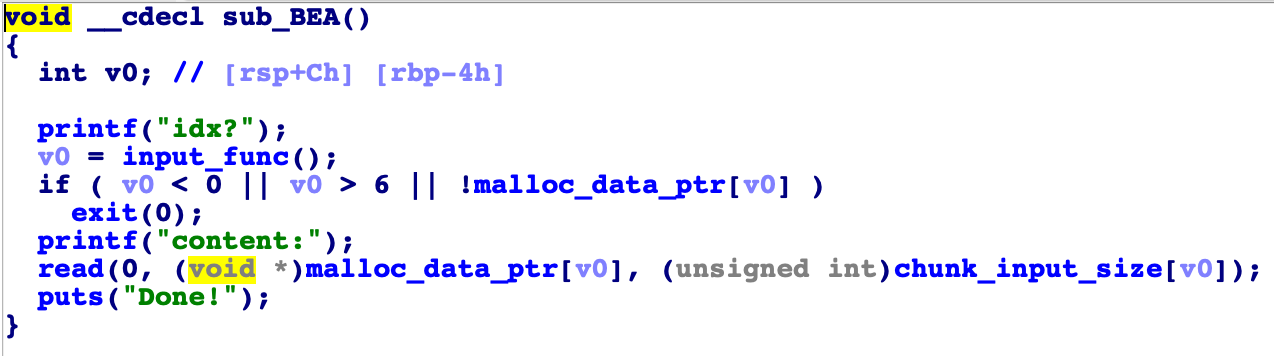 void __cdecl sub_BEA()
{
  int v0; // [rsp+Ch] [rbp-4h]

  printf("idx?");
  v0 = input_func();
  if ( v0 < 0 || v0 > 6 || !malloc_data_ptr[v0] )
    exit(0);
  printf("content:");
  read(0, (void *)malloc_data_ptr[v0], (unsigned int)chunk_input_size[v0]);
  puts("Done!");
}